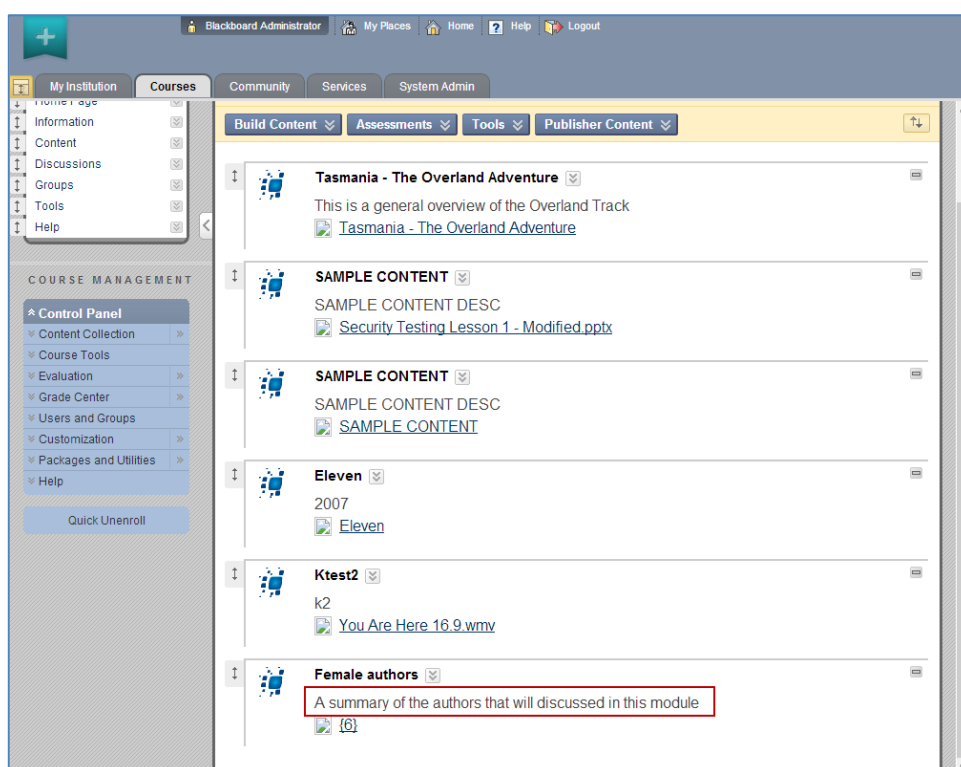 Blackboard Administrator My Places Home Help Logout
My Institution Courses Community Services System Admin
Home Page
Information
Content
Discussions
Groups
Tools
Help
COURSE MANAGEMENT
Control Panel
Content Collection
Course Tools
Evaluation
Grade Center
Users and Groups
Customization
Packages and Utilities
Help
Quick Unenroll
Build Content Assessments Tools Publisher Content
Tasmania - The Overland Adventure
This is a general overview of the Overland Track
Tasmania - The Overland Adventure
SAMPLE CONTENT
SAMPLE CONTENT DESC
Security Testing Lesson 1 - Modified.pptx
SAMPLE CONTENT
SAMPLE CONTENT DESC
SAMPLE CONTENT
Eleven
2007
Eleven
Ktest2
k2
You Are Here 16.9.wmv
Female authors
A summary of the authors that will discussed in this module
{6}